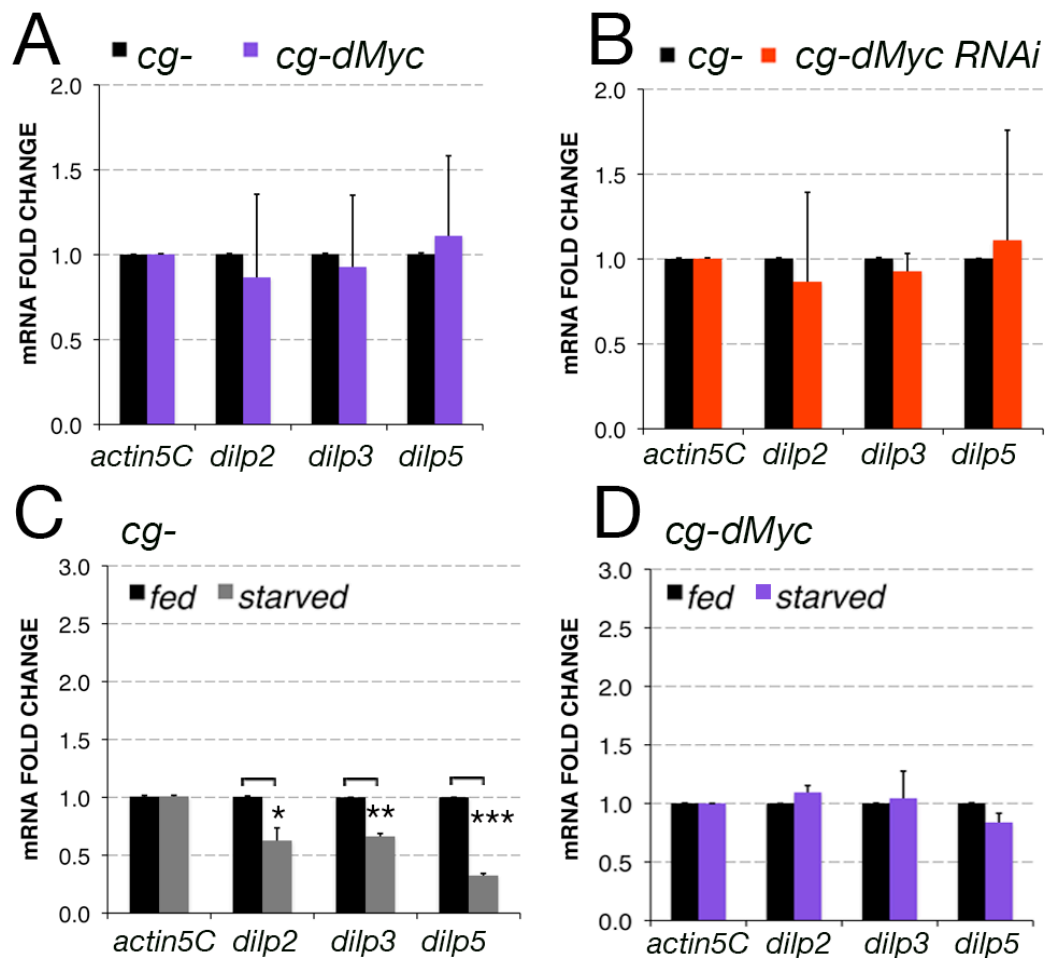 A
cg- cg-dMyc
mRNA FOLD CHANGE
2.0
1.5
1.0
0.5
0.0
actin5C dilp2 dilp3 dilp5
B
cg- cg-dMyc RNAi
mRNA FOLD CHANGE
2.0
1.5
1.0
0.5
0.0
actin5C dilp2 dilp3 dilp5
C
cg-
fed starved
mRNA FOLD CHANGE
3.0
2.5
2.0
1.5
1.0
0.5
0.0
* ** ***
actin5C dilp2 dilp3 dilp5
D
cg-dMyc
fed starved
mRNA FOLD CHANGE
3.0
2.5
2.0
1.5
1.0
0.5
0.0
actin5C dilp2 dilp3 dilp5